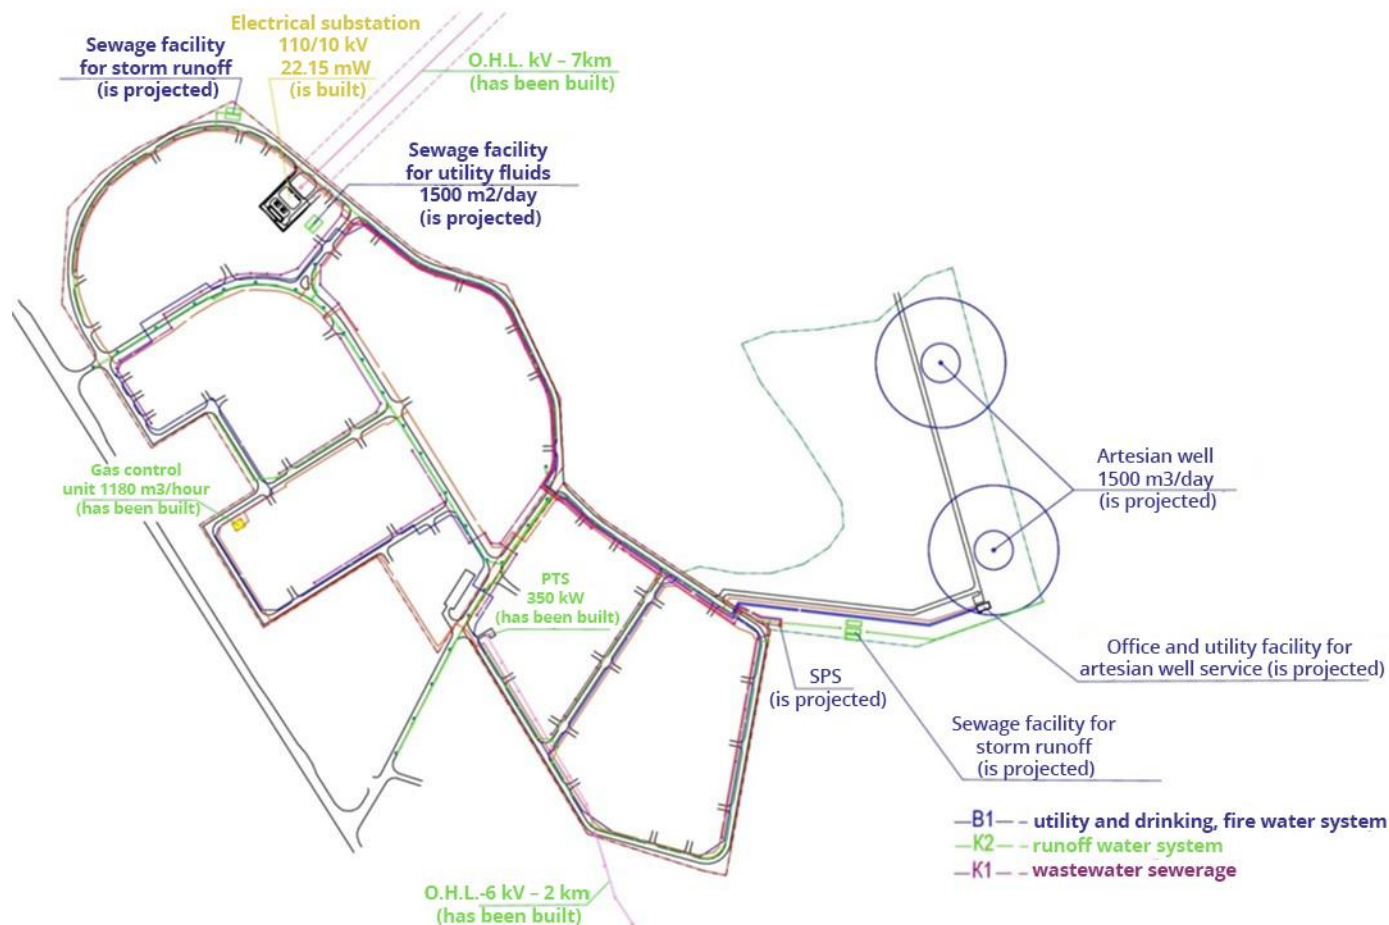 Electrical substation
110/10 kV
22.15 mW
(is built)
Sewage facility
for storm runoff
(is projected)
O.H.L. kV – 7km
(has been built)
Sewage facility
for utility fluids
1500 m2/day
(is projected)
Gas control
unit 1180 m3/hour
(has been built)
Artesian well
1500 m3/day
(is projected)
PTS
350 kW
(has been built)
Office and utility facility for
artesian well service (is projected)
SPS
(is projected)
Sewage facility for
storm runoff
(is projected)
B1 utility and drinking, fire water system
K2 runoff water system
K1 wastewater sewerage
O.H.L.-6 kV – 2 km
(has been built)